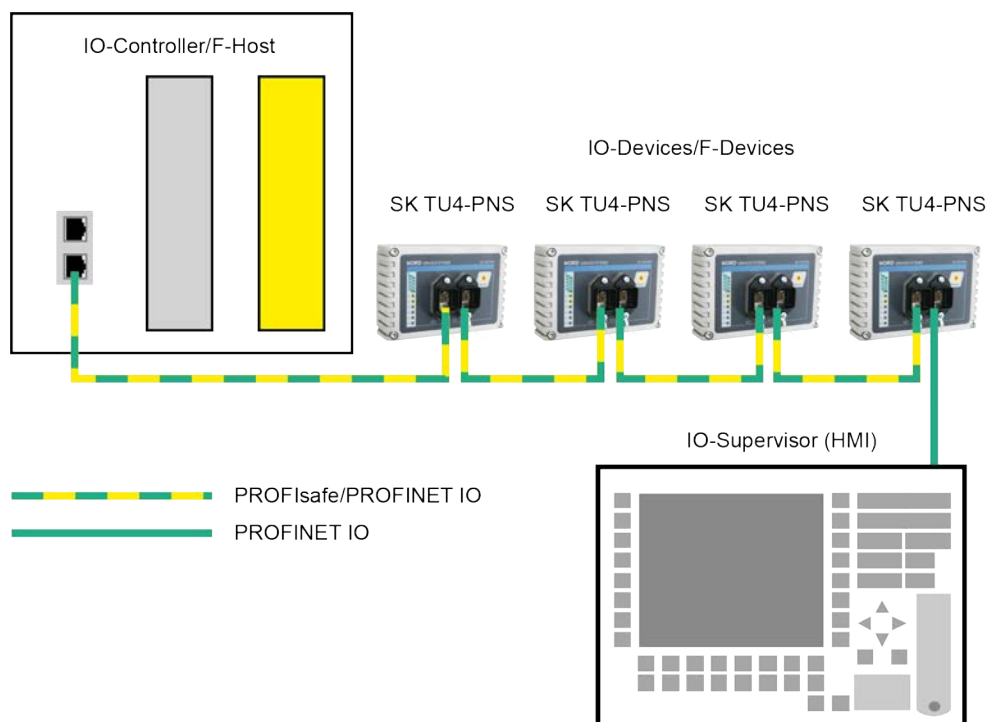 IO-Controller/F-Host
IO-Devices/F-Devices
SK TU4-PNS SK TU4-PNS SK TU4-PNS SK TU4-PNS
IO-Supervisor (HMI)
PROFIsafe/PROFINET IO
PROFINET IO